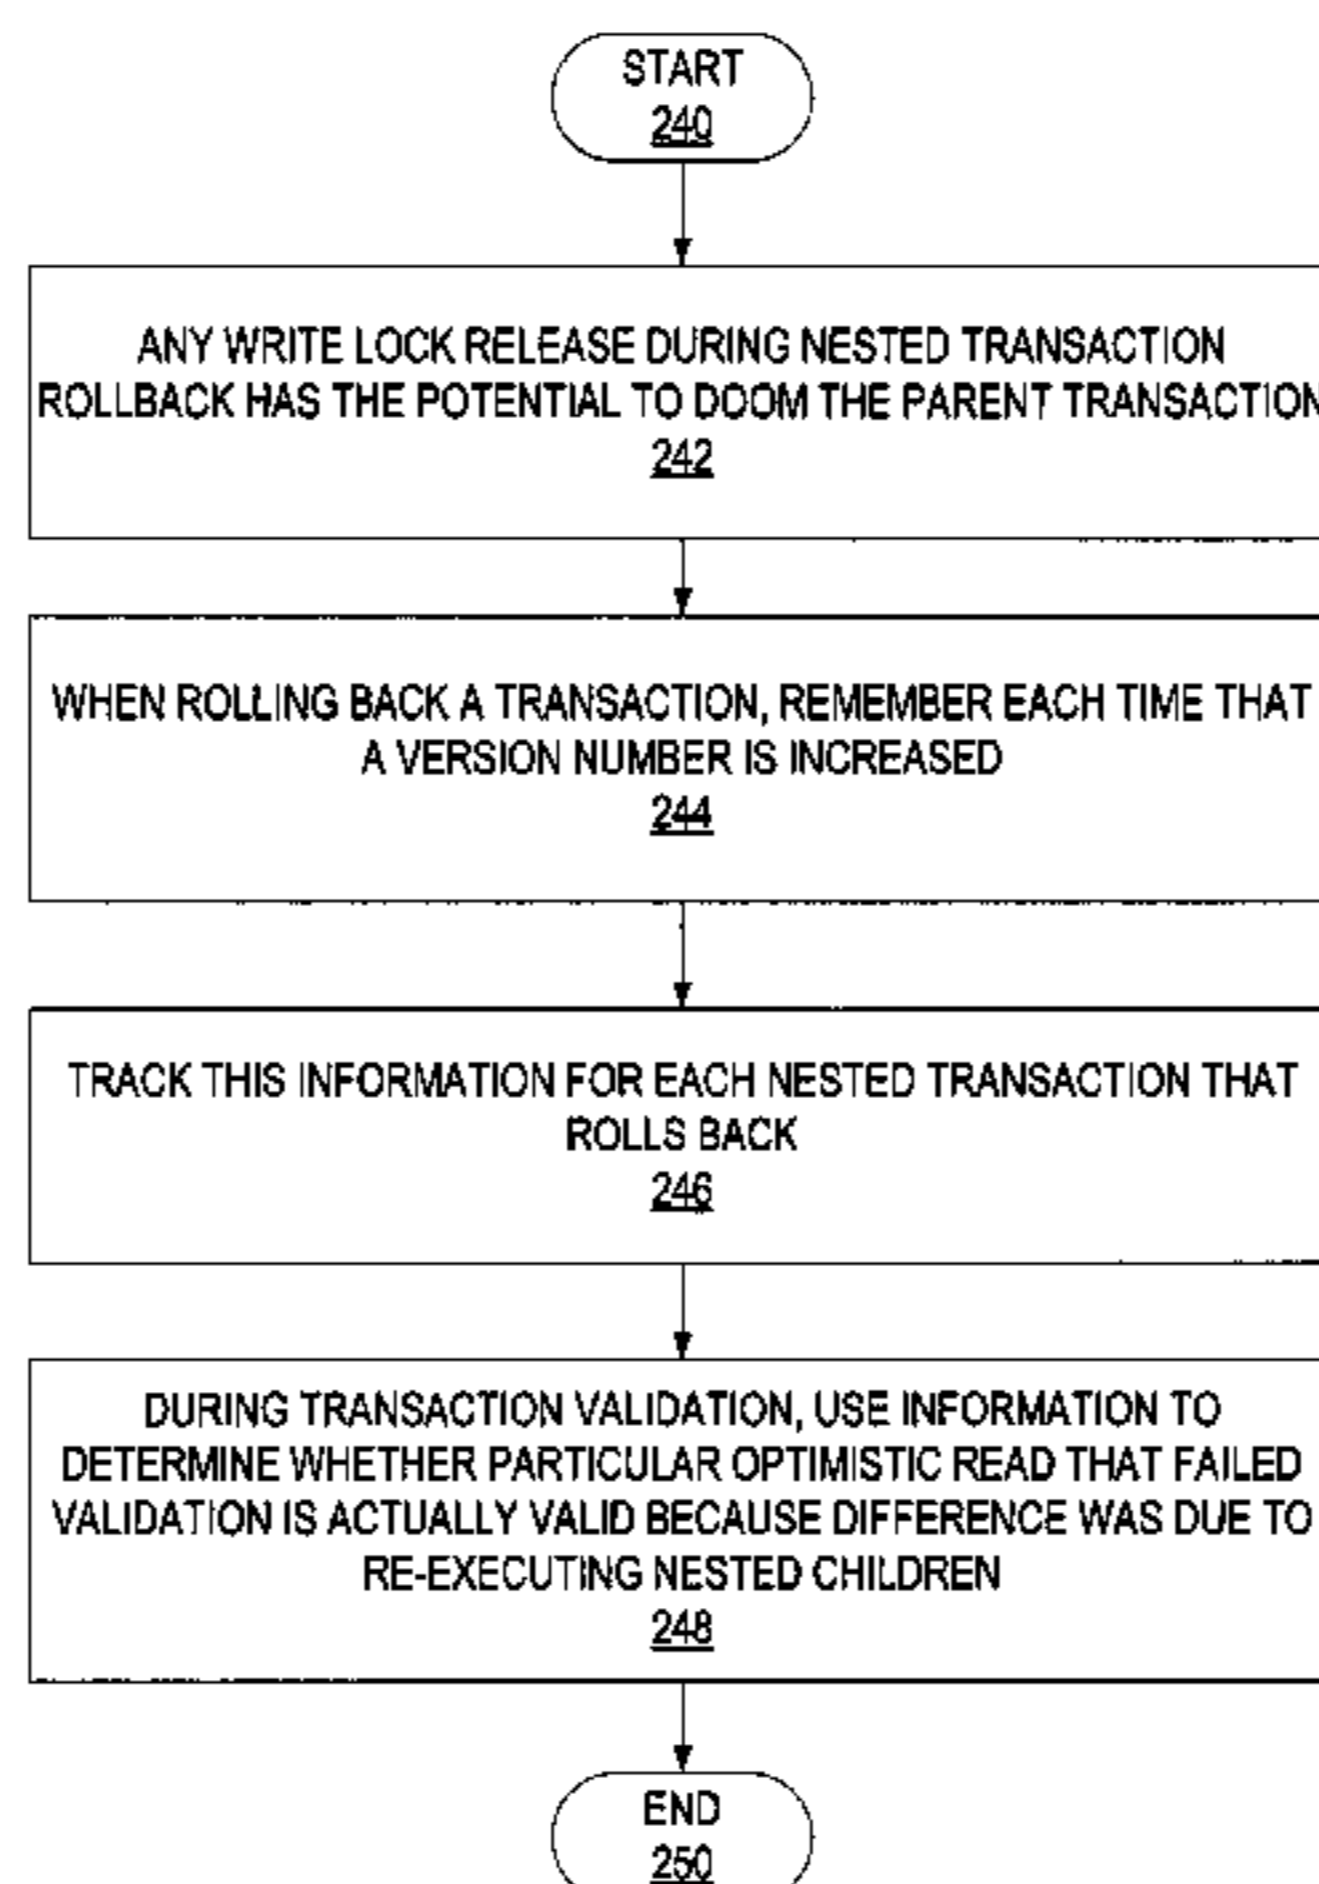 START
240
ANY WRITE LOCK RELEASE DURING NESTED TRANSACTION
ROLLBACK HAS THE POTENTIAL TO DOOM THE PARENT TRANSACTION
242
WHEN ROLLING BACK A TRANSACTION, REMEMBER EACH TIME THAT
A VERSION NUMBER IS INCREASED
244
TRACK THIS INFORMATION FOR EACH NESTED TRANSACTION THAT
ROLLS BACK
246
DURING TRANSACTION VALIDATION, USE INFORMATION TO
DETERMINE WHETHER PARTICULAR OPTIMISTIC READ THAT FAILED
VALIDATION IS ACTUALLY VALID BECAUSE DIFFERENCE WAS DUE TO
RE-EXECUTING NESTED CHILDREN
248
END
250